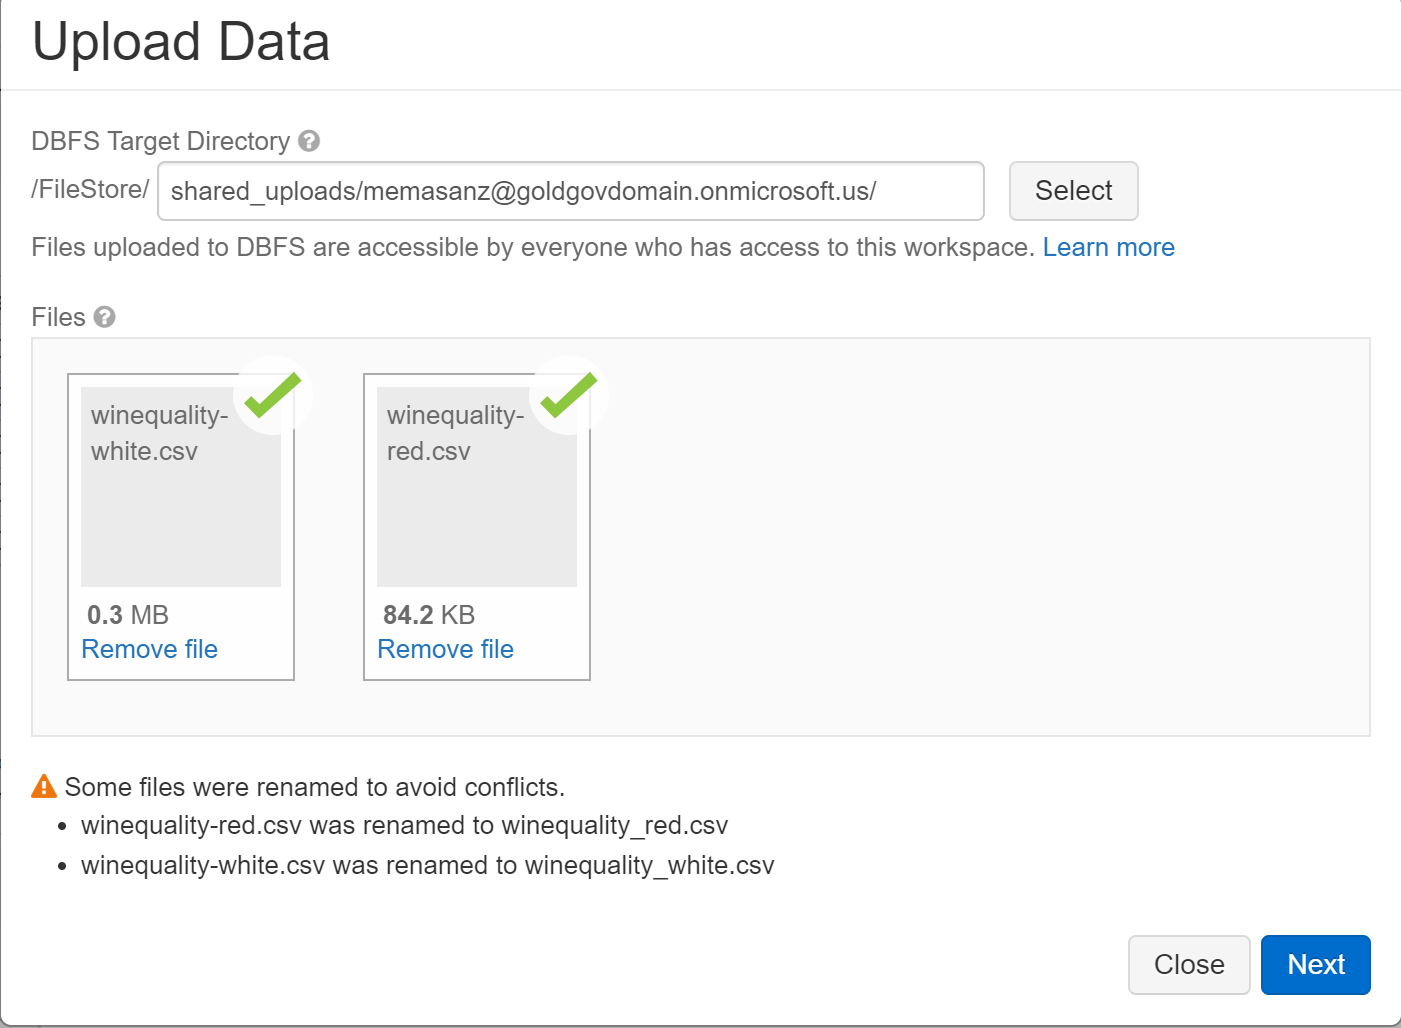 Upload Data
DBFS Target Directory ?
/FileStore/ shared_uploads/memasanz@goldgovdomain.onmicrosoft.us/ Select
Files uploaded to DBFS are accessible by everyone who has access to this workspace. Learn more
Files ?
winequality-
white.csv
0.3 MB
Remove file
winequality-
red.csv
84.2 KB
Remove file
Some files were renamed to avoid conflicts.
• winequality-red.csv was renamed to winequality_red.csv
• winequality-white.csv was renamed to winequality_white.csv
Close Next